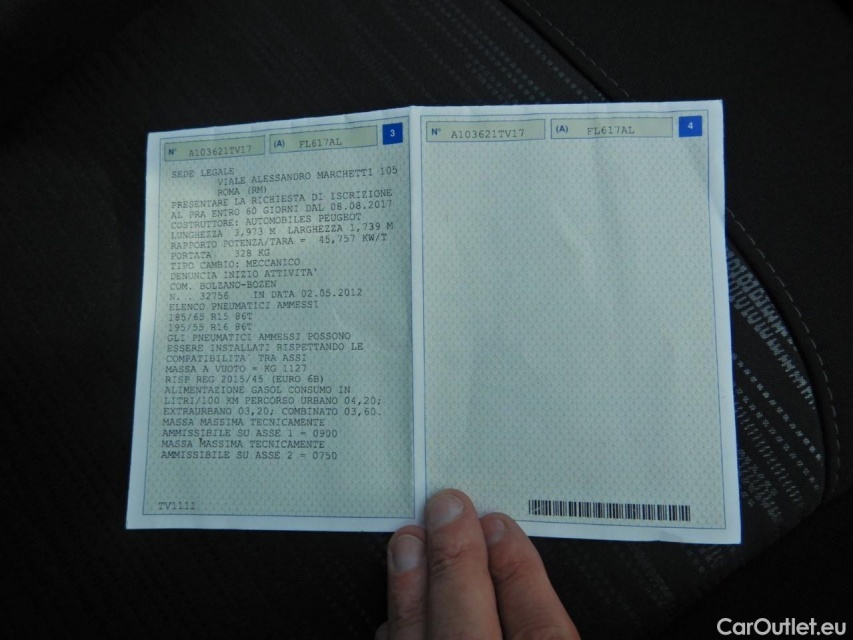 N° A103621TV17 (A) FL617AL 3
SEDE LEGALE
VIALE ALESSANDRO MARCHETTI 105
ROMA (RM)
PRESENTARE LA RICHIESTA DI ISCRIZIONE
AL PRA ENTRO 60 GIORNI DAL 08.08.2017
COSTRUTTORE: AUTOMOBILES PEUGEOT
LUNGHEZZA 3,973 M LARGHEZZA 1,739 M
RAPPORTO POTENZA/TARA = 45,757 KW/T
PORTATA 328 KG
TIPO CAMBIO: MECCANICO
DENUNCIA INIZIO ATTIVITA'
COM. BOLZANO-BOZEN
N. . 32756 IN DATA 02.05.2012
ELENCO PNEUMATICI AMMESSI
185/65 R15 86T
195/55 R16 86T
GLI PNEUMATICI AMMESSI POSSONO
ESSERE INSTALLATI RISPETTANDO LE
COMPATIBILITA' TRA ASSI
MASSA A VUOTO = KG 1127
RISP REG 2015/45 (EURO 6B)
ALIMENTAZIONE GASOL CONSUMO IN
LITRI/100 KM PERCORSO URBANO 04,20;
EXTRAURBANO 03,20; COMBINATO 03,60.
MASSA MASSIMA TECNICAMENTE
AMMISSIBILE SU ASSE 1 = 0900
MASSA MASSIMA TECNICAMENTE
AMMISSIBILE SU ASSE 2 = 0750
TV1111
N° A103621TV17 (A) FL617AL 4
CarOutlet.eu